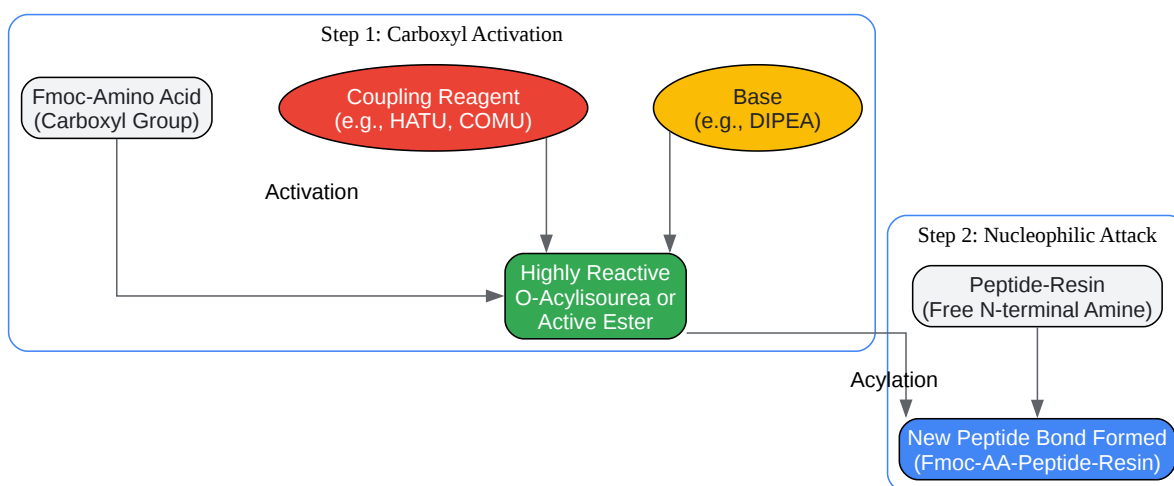 Step 1: Carboxyl Activation
Fmoc-Amino Acid
(Carboxyl Group)
Coupling Reagent
(e.g., HATU, COMU)
Base
(e.g., DIPEA)
Activation
Highly Reactive
O-Acylisourea or
Active Ester
Step 2: Nucleophilic Attack
Peptide-Resin
(Free N-terminal Amine)
Acylation
New Peptide Bond Formed
(Fmoc-AA-Peptide-Resin)